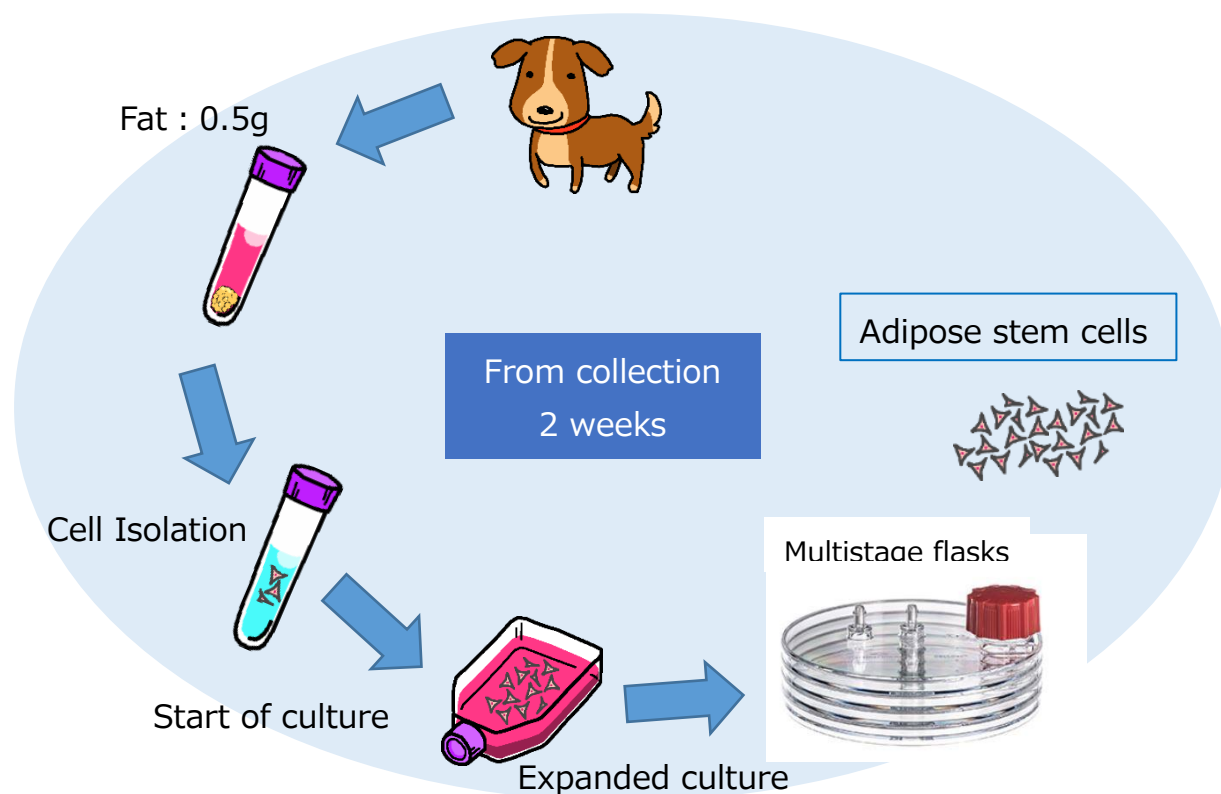 Fat : 0.5g
Adipose stem cells
From collection
2 weeks
Cell Isolation
Multistage flasks
Start of culture
Expanded culture